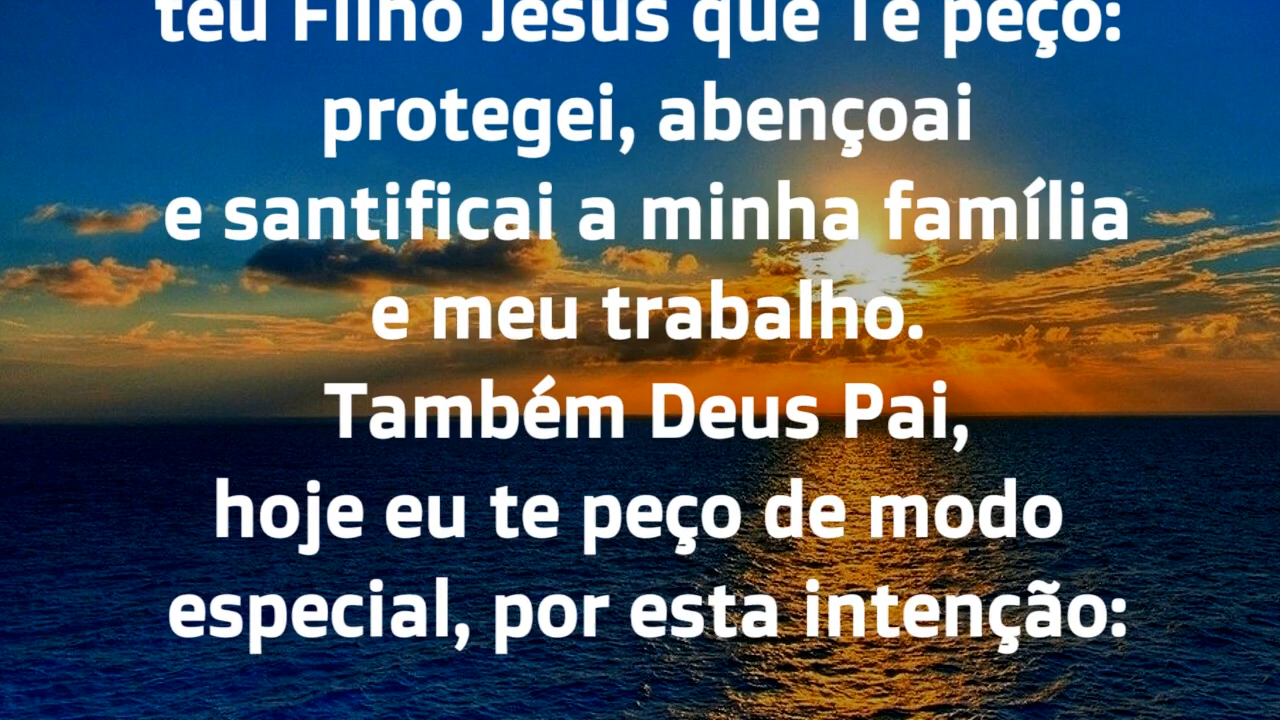 teu Filho Jesus que Te peço:
protegei, abençoai
e santificai a minha família
e meu trabalho.
Também Deus Pai,
hoje eu te peço de modo
especial, por esta intenção: